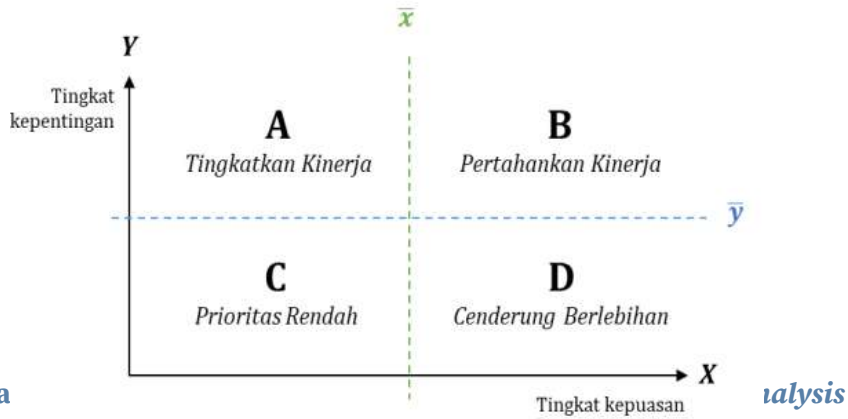 x̅
Y
Tingkat
kepentingan
A
B
Tingkatkan Kinerja
Pertahankan Kinerja
y̅
C
D
Prioritas Rendah
Cenderung Berlebihan
X
Tingkat kepuasan